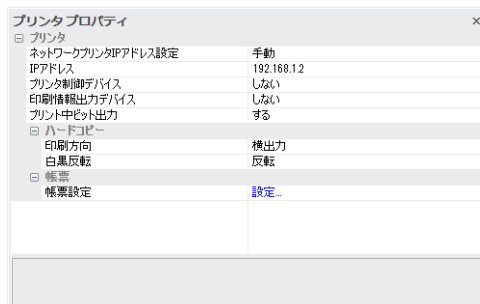 プリンタ プロパティ ×
プリンタ
ネットワークプリンタIPアドレス設定 手動
IPアドレス 192.168.1.2
プリンタ制御デバイス しない
印刷情報出力デバイス しない
プリント中ビット出力 する
ハードコピー
印刷方向 横出力
白黒反転 反転
帳票
帳票設定 設定...